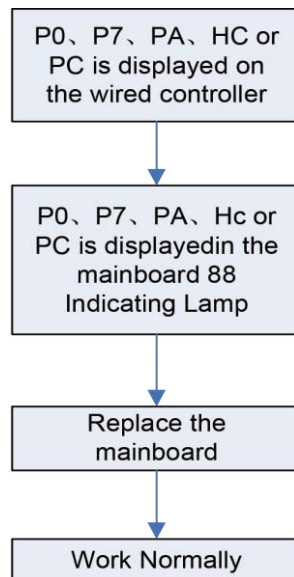 P0、P7、PA、HC or
PC is displayed on
the wired controller
P0、P7、PA、Hc or
PC is displayedin the
mainboard 88
Indicating Lamp
Replace the
mainboard
Work Normally